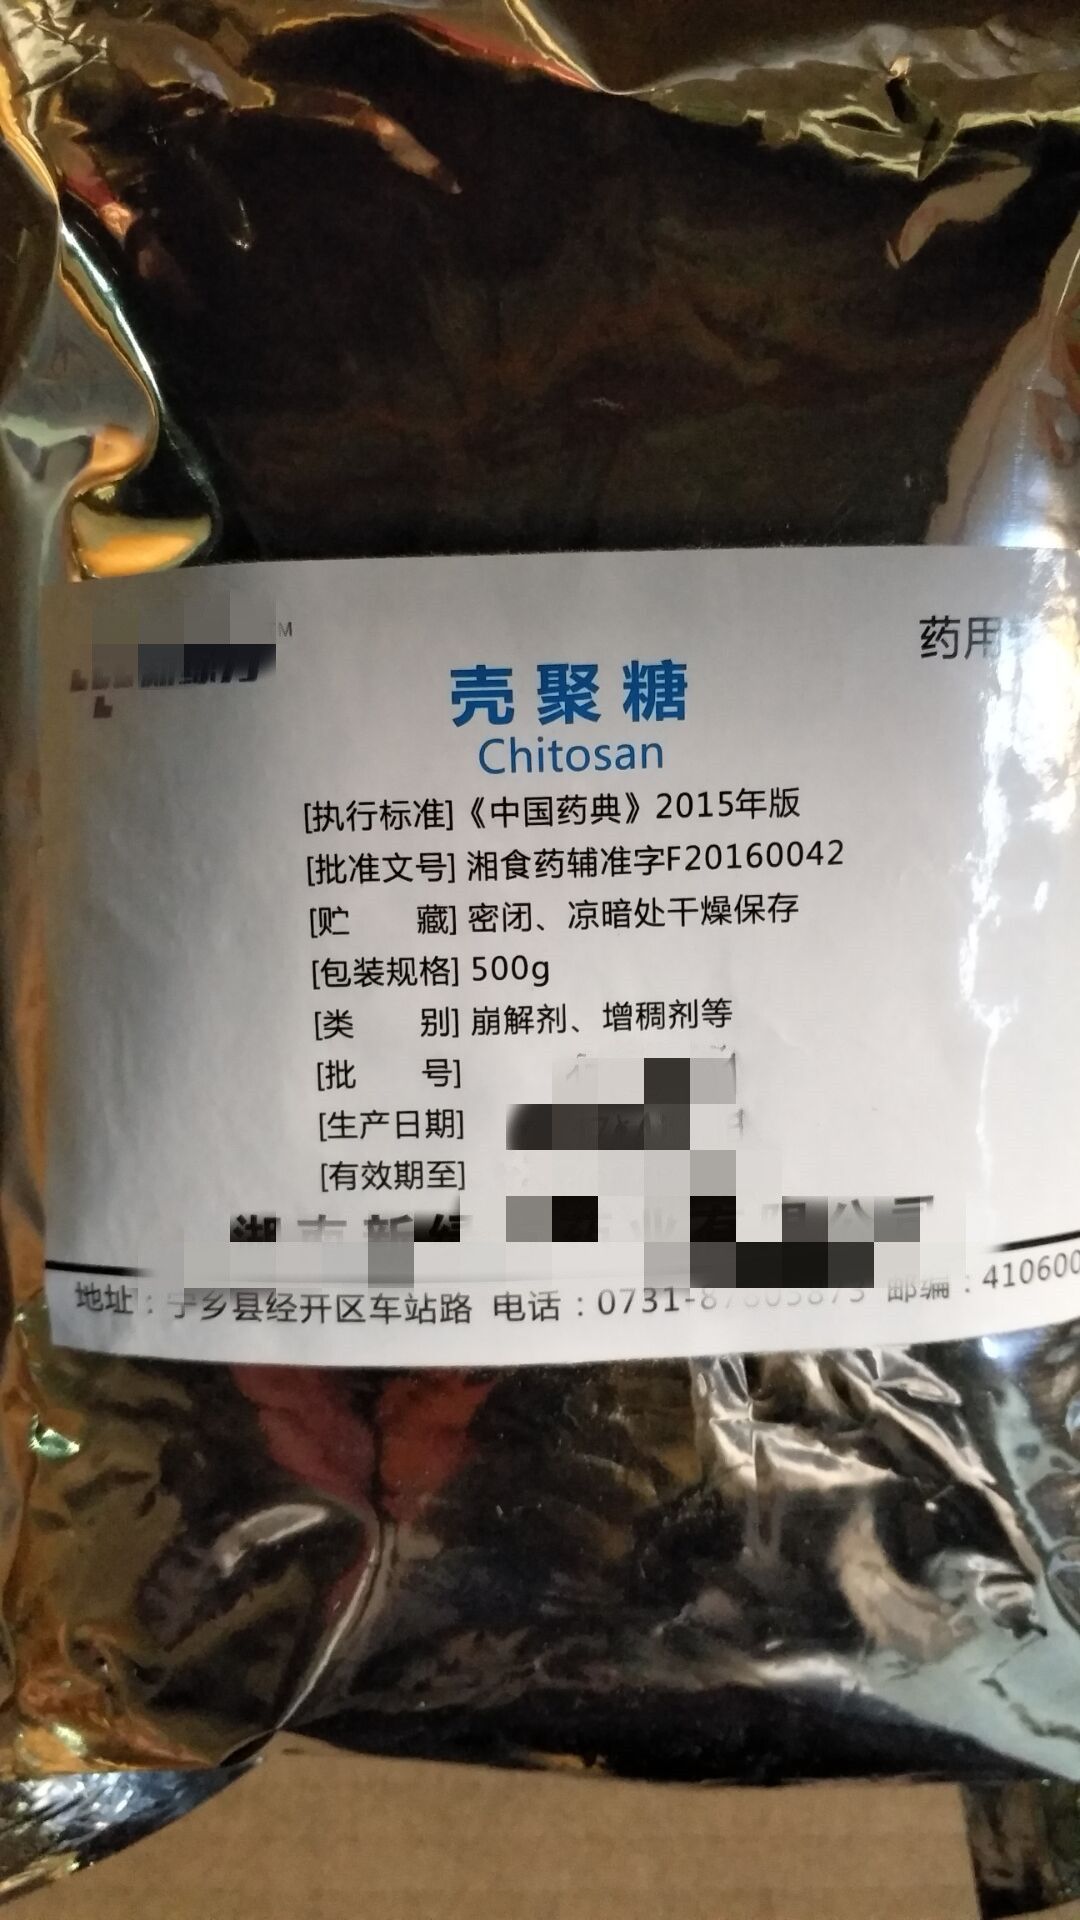 TM
药用
壳聚糖
Chitosan
[执行标准]《中国药典》2015年版
[批准文号] 湘食药辅准字F20160042
[贮 藏] 密闭、凉暗处干燥保存
[包装规格] 500g
[类 别] 崩解剂、增稠剂等
[批 号]
[生产日期]
[有效期至]
地址：宁乡县经开区车站路 电话：0731- 邮编：410600